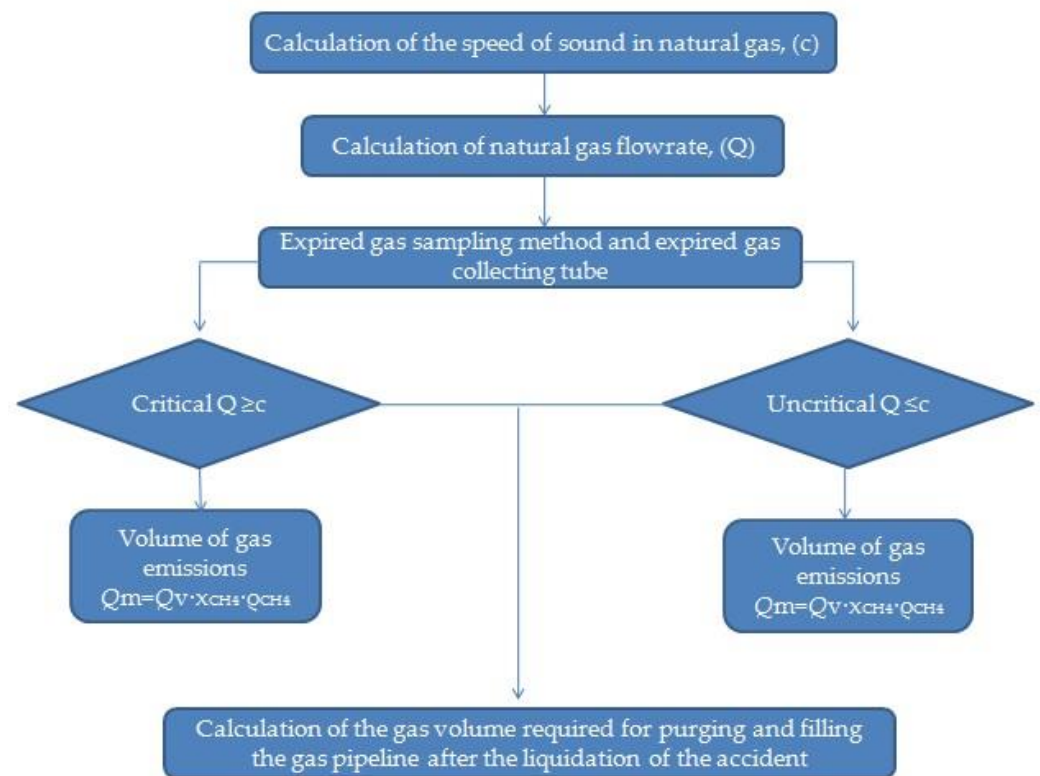 Calculation of the speed of sound in natural gas, (c)
Calculation of natural gas flowrate, (Q)
Expired gas sampling method and expired gas
collecting tube
Critical Q ≥c
Uncritical Q ≤c
Volume of gas
emissions
Qm=Qv·XCH4·ϱCH4
Volume of gas
emissions
Qm=Qv·XCH4·ϱCH4
Calculation of the gas volume required for purging and filling
the gas pipeline after the liquidation of the accident